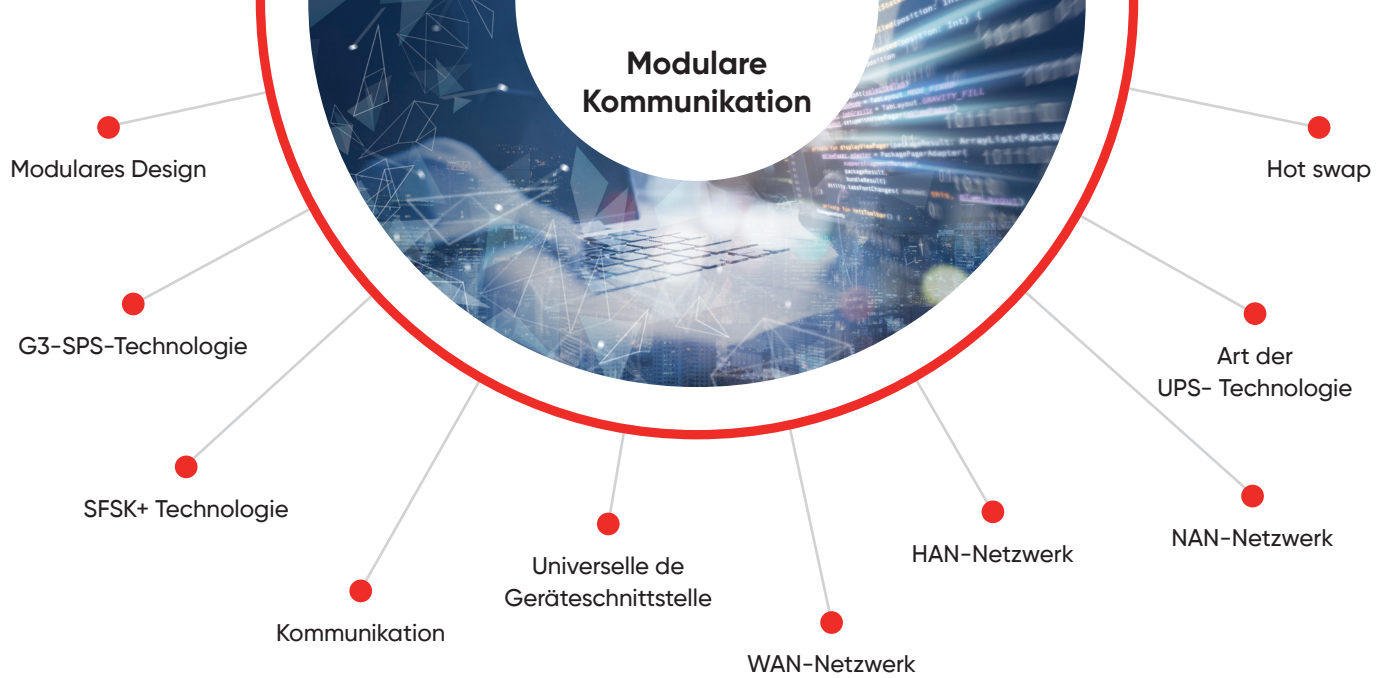 Modulare
Kommunikation
Modulares Design
Hot swap
G3-SPS-Technologie
Art der
UPS- Technologie
SFSK+ Technologie
NAN-Netzwerk
HAN-Netzwerk
Universelle de
Geräteschnittstelle
Kommunikation
WAN-Netzwerk